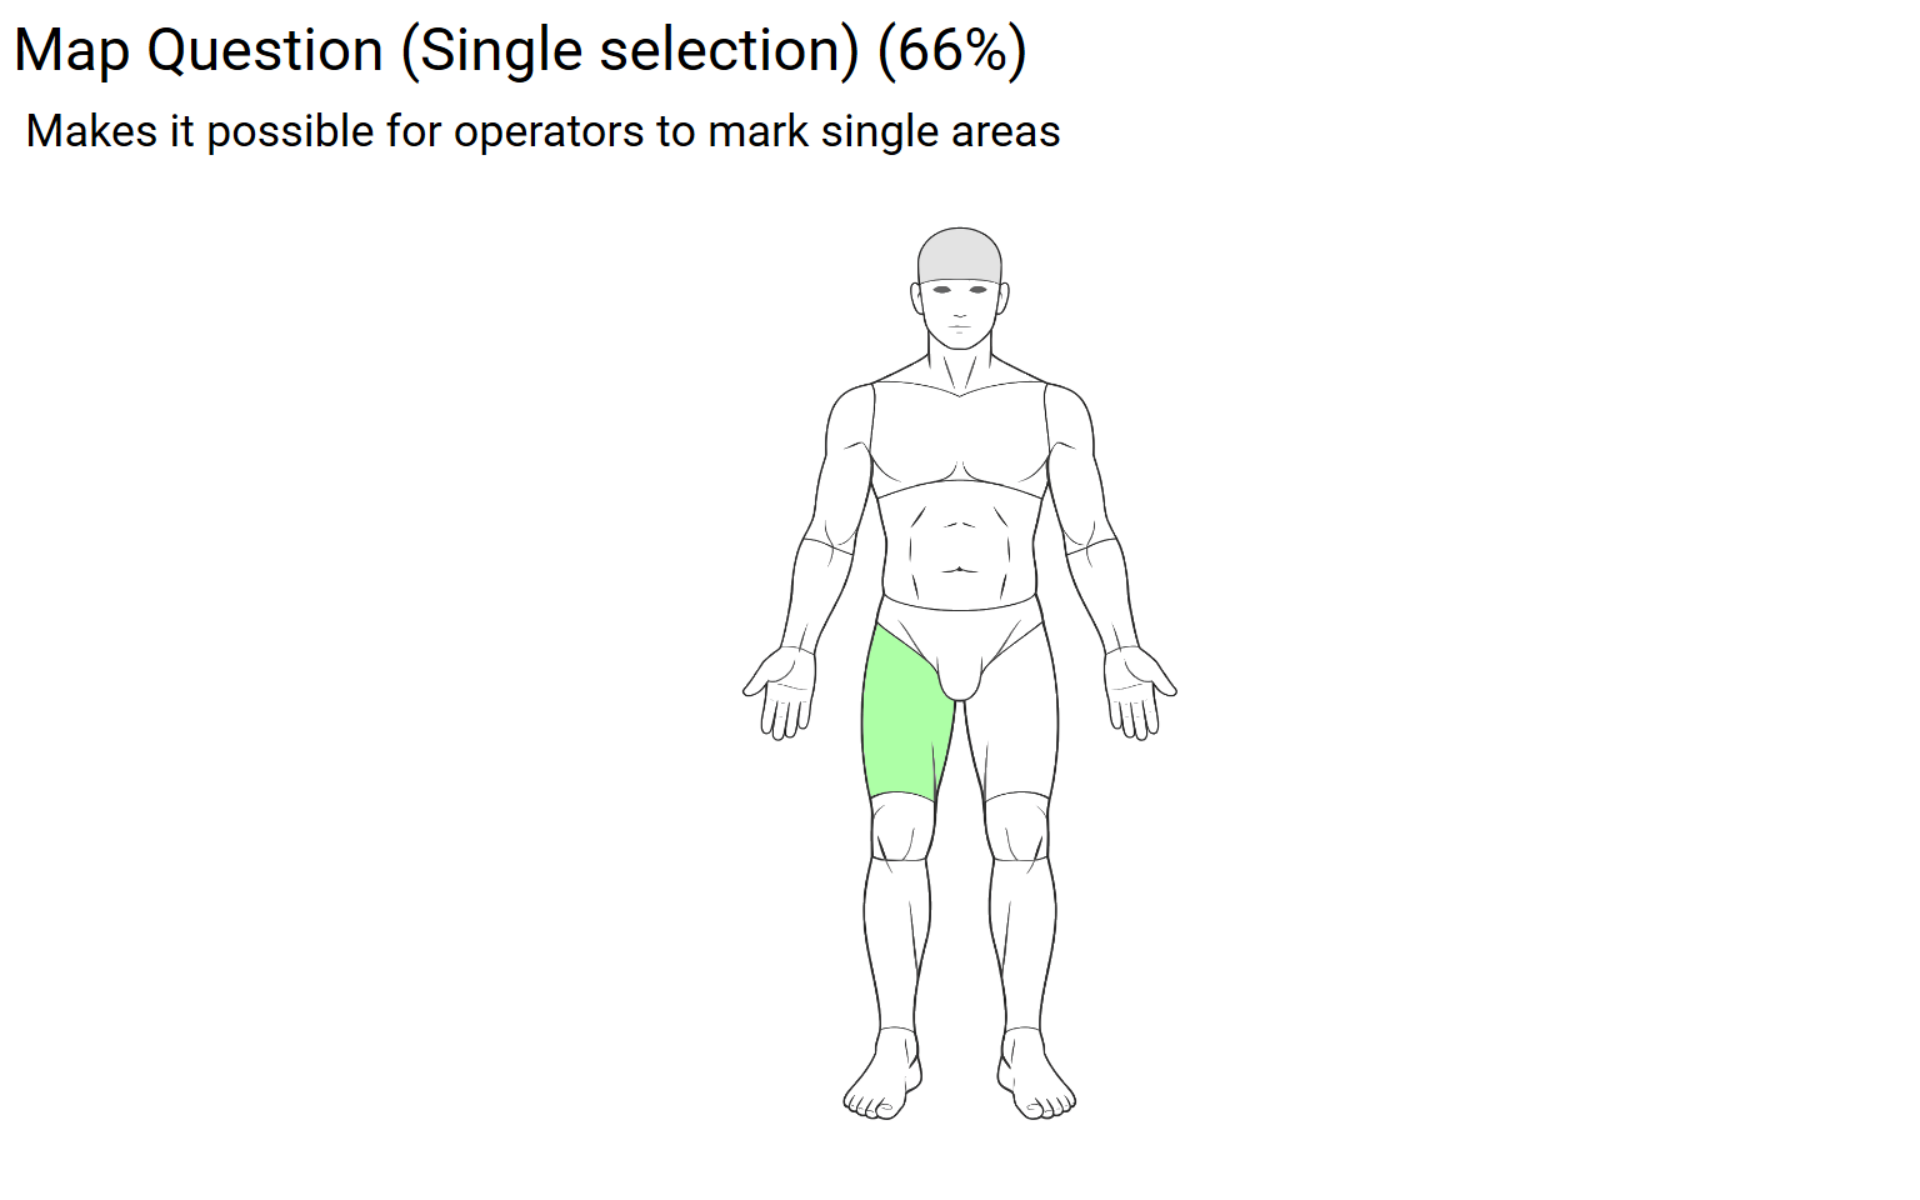 Map Question (Single selection) (66%)
Makes it possible for operators to mark single areas